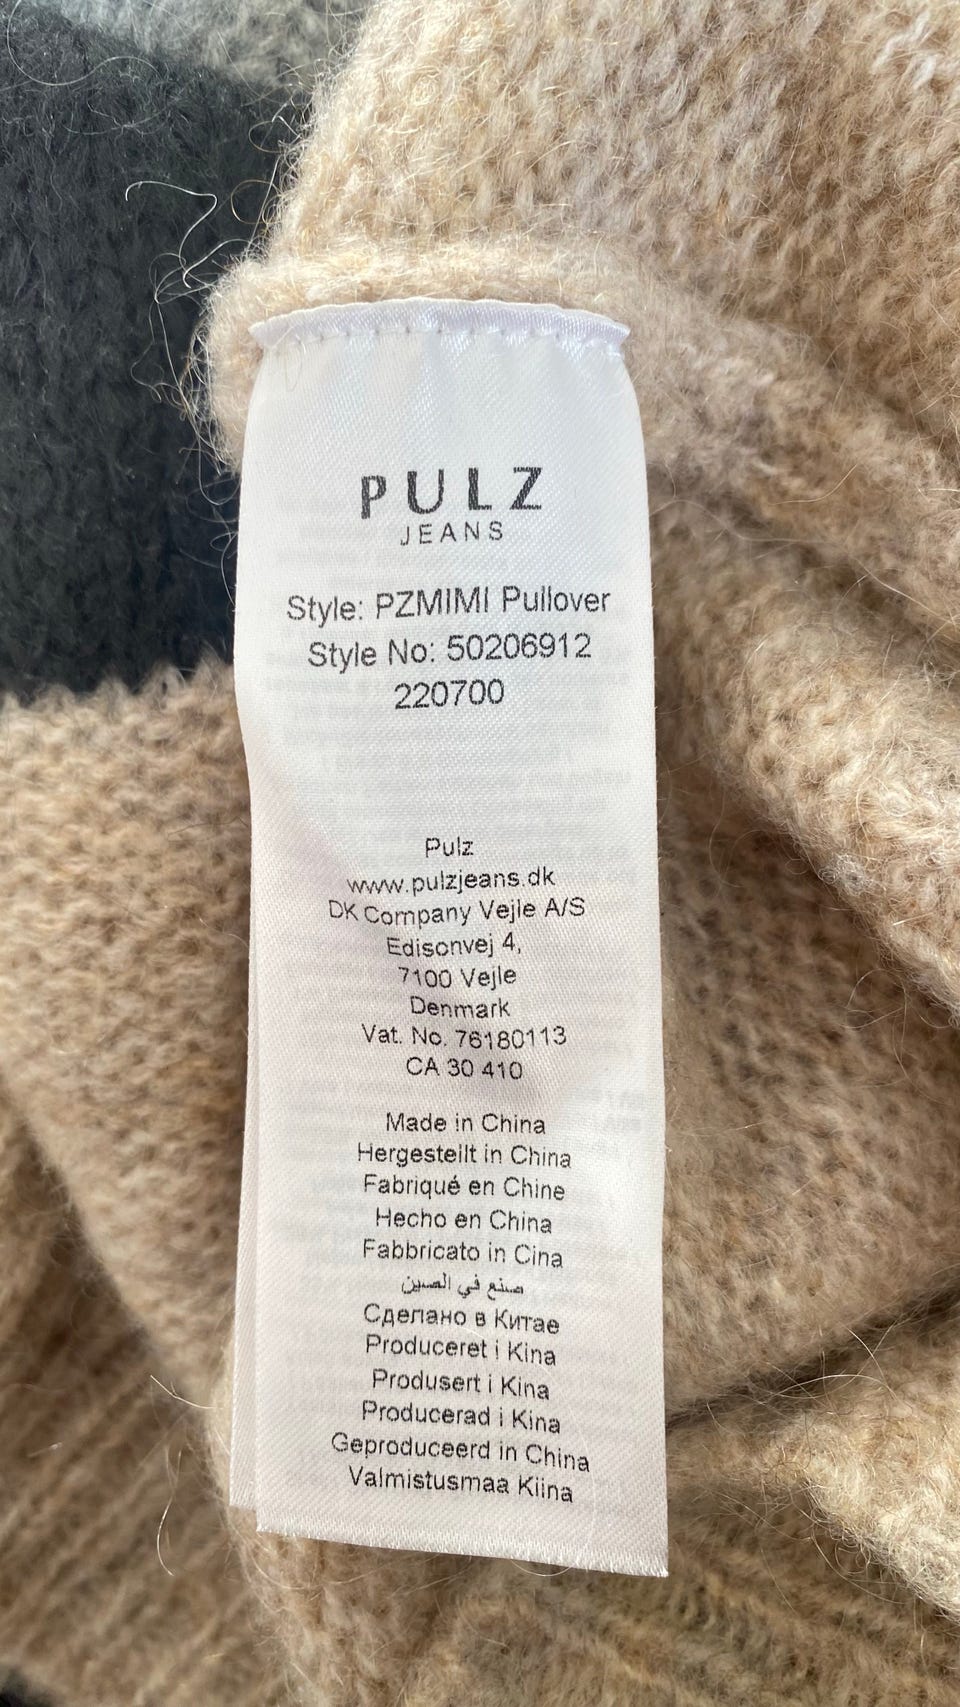 PULZ
JEANS
Style: PZMIMI Pullover
Style No: 50206912
220700
Pulz
www.pulzjeans.dk
DK Company Vejle A/S
Edisonvej 4,
7100 Vejle
Denmark
Vat. No. 76180113
CA 30 410
Made in China
Hergestellt in China
Fabriqué en Chine
Hecho en China
Fabbricato in Cina
صنع في الصين
Сделано в Китае
Produceret i Kina
Produsert i Kina
Producerad i Kina
Geproduceerd in China
Valmistusmaa Kiina